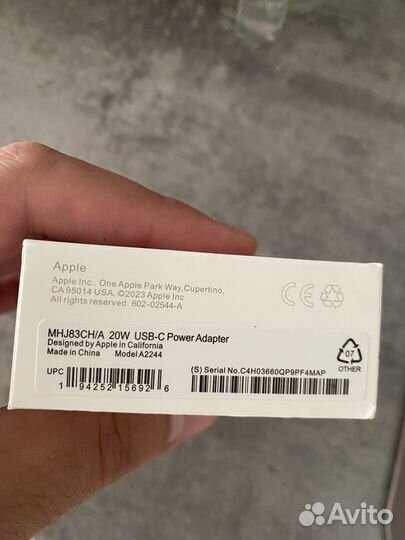 Apple
Apple Inc., One Apple Park Way,Cupertino,
CA 95014 USA, ©2023 Apple Inc
All rights reserved. 602-02544-A
CE
MHJ83CH/A 20W USB-C Power Adapter
Designed by Apple in California
Made in China Model A2244
UPC
1 94252 15692 6
(S) Serial No.C4H03660QP9PF4MAP
07
OTHER
Avito